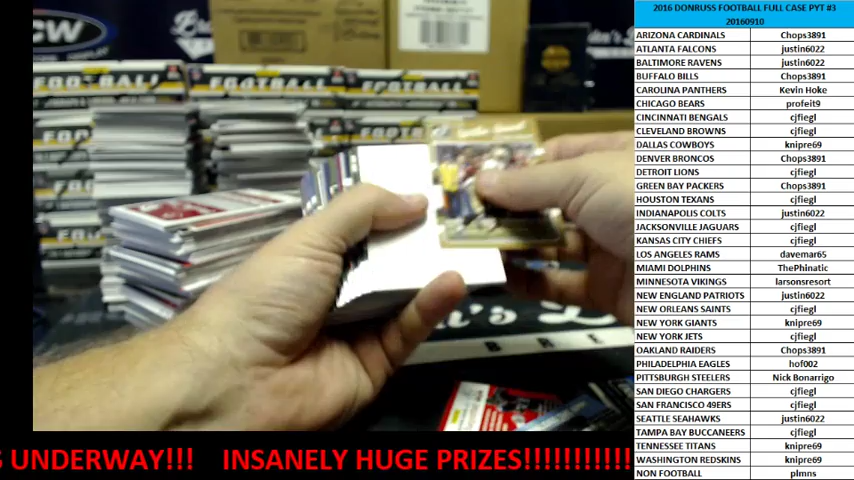 2016 DONRUSS FOOTBALL FULL CASE PYT #3
20160910
ARIZONA CARDINALS Chops3891
ATLANTA FALCONS justin6022
BALTIMORE RAVENS justin6022
BUFFALO BILLS Chops3891
CAROLINA PANTHERS Kevin Hoke
CHICAGO BEARS profeit9
CINCINNATI BENGALS cjfiegl
CLEVELAND BROWNS cjfiegl
DALLAS COWBOYS knipre69
DENVER BRONCOS Chops3891
DETROIT LIONS cjfiegl
GREEN BAY PACKERS Chops3891
HOUSTON TEXANS cjfiegl
INDIANAPOLIS COLTS justin6022
JACKSONVILLE JAGUARS cjfiegl
KANSAS CITY CHIEFS cjfiegl
LOS ANGELES RAMS davemar65
MIAMI DOLPHINS ThePhinatic
MINNESOTA VIKINGS larsonsresort
NEW ENGLAND PATRIOTS justin6022
NEW ORLEANS SAINTS cjfiegl
NEW YORK GIANTS knipre69
NEW YORK JETS cjfiegl
OAKLAND RAIDERS Chops3891
PHILADELPHIA EAGLES hof002
PITTSBURGH STEELERS Nick Bonarrigo
SAN DIEGO CHARGERS cjfiegl
SAN FRANCISCO 49ERS cjfiegl
SEATTLE SEAHAWKS justin6022
TAMPA BAY BUCCANEERS cjfiegl
TENNESSEE TITANS knipre69
WASHINGTON REDSKINS knipre69
NON FOOTBALL plmns
CW
FOOTBALL FOOTBALL FOOTBALL
B R E
S UNDERWAY!!! INSANELY HUGE PRIZES!!!!!!!!!!!!